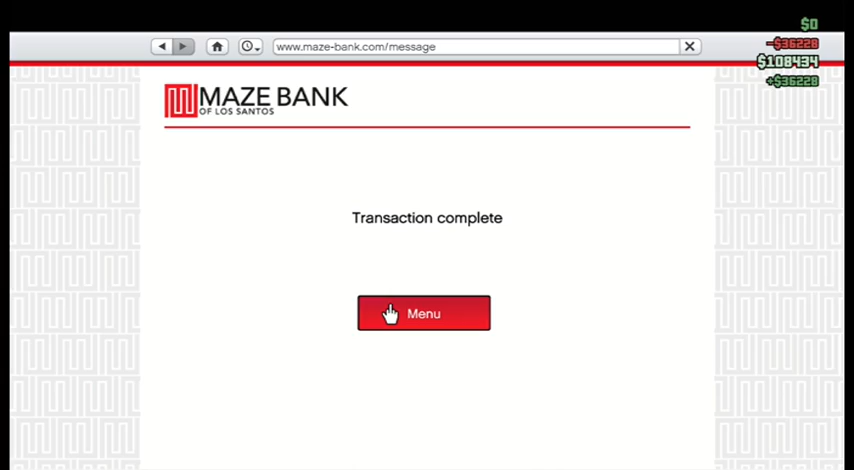 $0
-$36228
www.maze-bank.com/message
$108434
+$36228
MAZE BANK
OF LOS SANTOS
Transaction complete
Menu